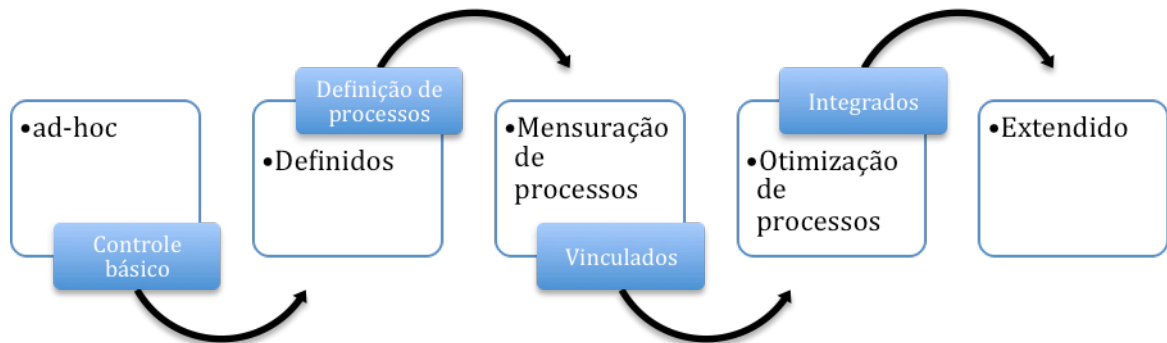 •ad-hoc
Controle
básico
Definição de
processos
•Definidos
•Mensuração
de
processos
Vinculados
Integrados
•Otimização
de
processos
•Extendido